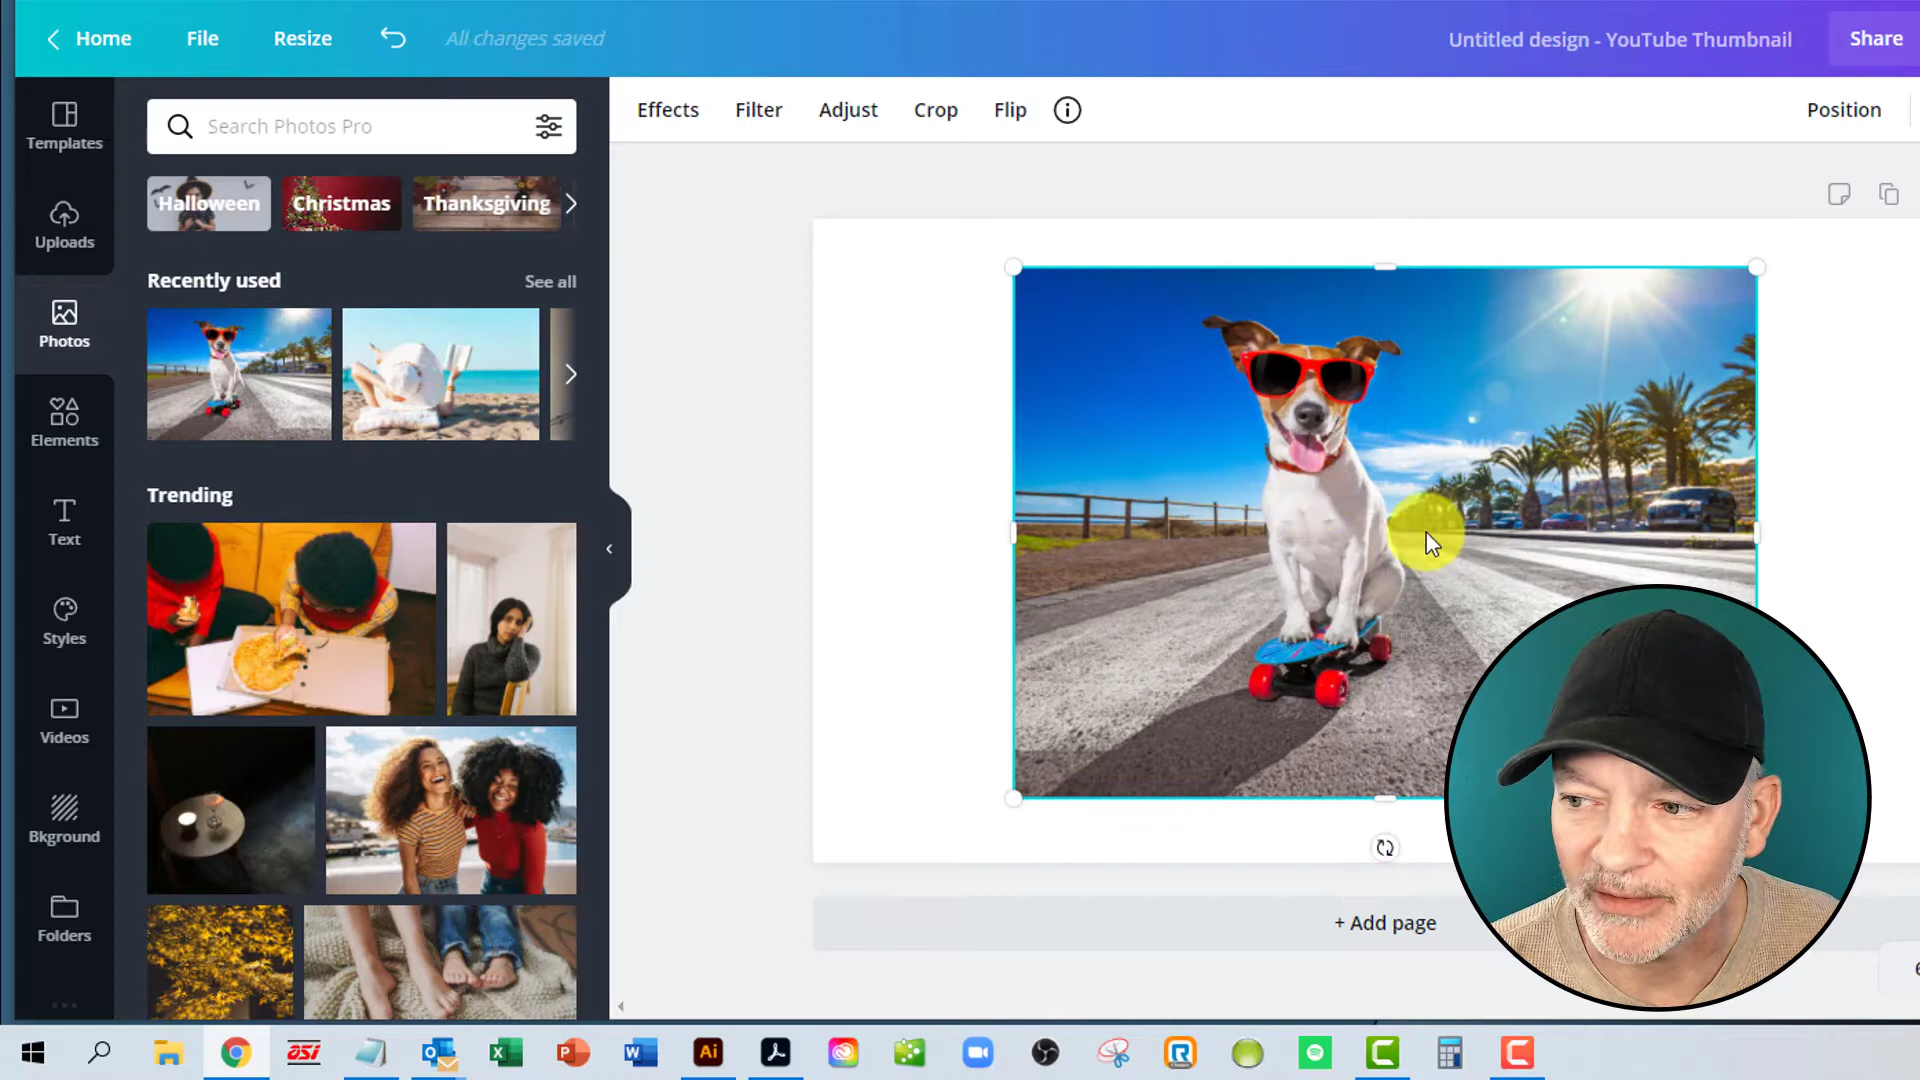 Home File Resize All changes saved Untitled design - YouTube Thumbnail Share
Templates
Uploads
Photos
Elements
Text
Styles
Videos
Bkground
Folders
Search Photos Pro
Halloween Christmas Thanksgiving
Recently used See all
Trending
Effects Filter Adjust Crop Flip Position
+ Add page
asi
Ai